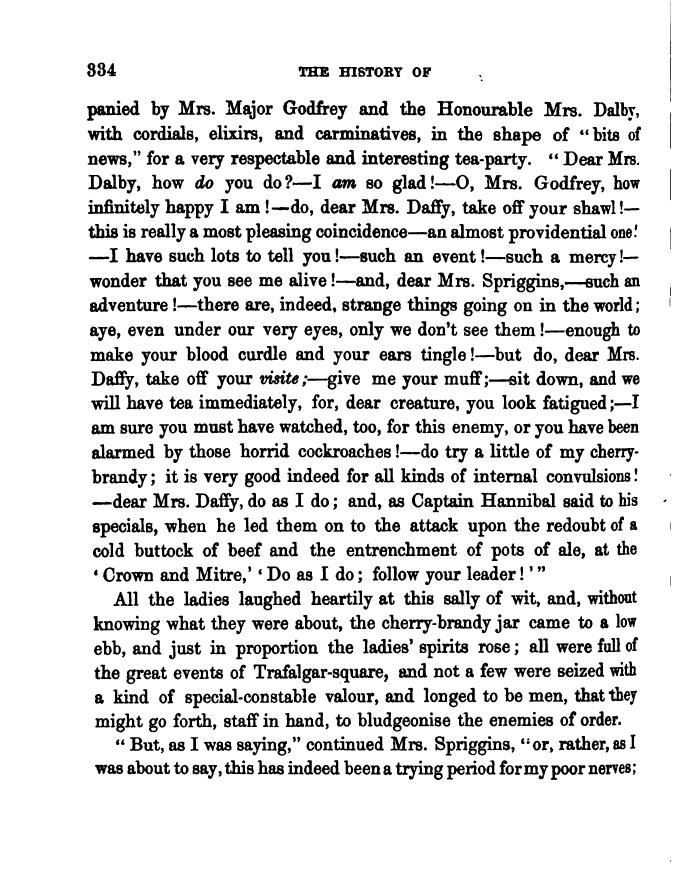 334 THE HISTORY OF
panied by Mrs. Major Godfrey and the Honourable Mrs. Dalby,
with cordials, elixirs, and carminatives, in the shape of “bits of
news,” for a very respectable and interesting tea-party. “Dear Mrs.
Dalby, how do you do?—I am so glad!—O, Mrs. Godfrey, how
infinitely happy I am!—do, dear Mrs. Daffy, take off your shawl!—
this is really a most pleasing coincidence—an almost providential one!
—I have such lots to tell you!—such an event!—such a mercy!—
wonder that you see me alive!—and, dear Mrs. Spriggins,—such an
adventure!—there are, indeed, strange things going on in the world;
aye, even under our very eyes, only we don't see them!—enough to
make your blood curdle and your ears tingle!—but do, dear Mrs.
Daffy, take off your visite;—give me your muff;—sit down, and we
will have tea immediately, for, dear creature, you look fatigued;—I
am sure you must have watched, too, for this enemy, or you have been
alarmed by those horrid cockroaches!—do try a little of my cherry-
brandy; it is very good indeed for all kinds of internal convulsions!
—dear Mrs. Daffy, do as I do; and, as Captain Hannibal said to his
specials, when he led them on to the attack upon the redoubt of a
cold buttock of beef and the entrenchment of pots of ale, at the
‘Crown and Mitre,’ ‘Do as I do; follow your leader!’”
All the ladies laughed heartily at this sally of wit, and, without
knowing what they were about, the cherry-brandy jar came to a low
ebb, and just in proportion the ladies' spirits rose; all were full of
the great events of Trafalgar-square, and not a few were seized with
a kind of special-constable valour, and longed to be men, that they
might go forth, staff in hand, to bludgeonise the enemies of order.
“But, as I was saying,” continued Mrs. Spriggins, “or, rather, as I
was about to say, this has indeed been a trying period for my poor nerves;